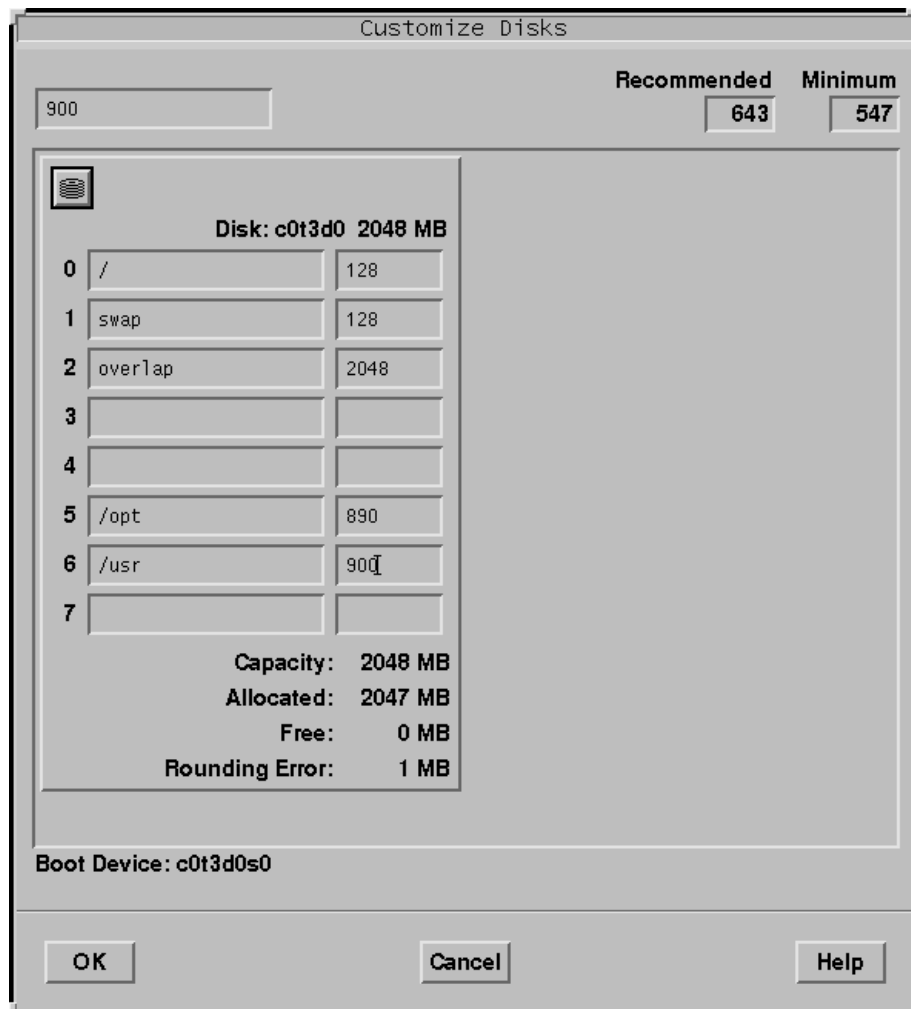 Customize Disks
Recommended Minimum
900 643 547
Disk: c0t3d0 2048 MB
0 / 128
1 swap 128
2 overlap 2048
3
4
5 /opt 890
6 /usr 900
7
Capacity: 2048 MB
Allocated: 2047 MB
Free: 0 MB
Rounding Error: 1 MB
Boot Device: c0t3d0s0
OK Cancel Help